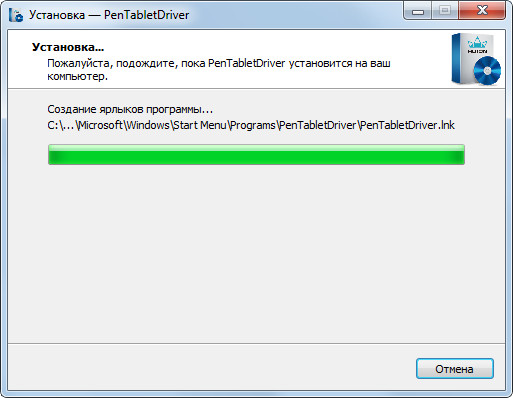 Установка — PenTabletDriver
Установка...
Пожалуйста, подождите, пока PenTabletDriver установится на ваш
компьютер.
HUION
Создание ярлыков программы...
C:\...\Microsoft\Windows\Start Menu\Programs\PenTabletDriver\PenTabletDriver.lnk
Отмена